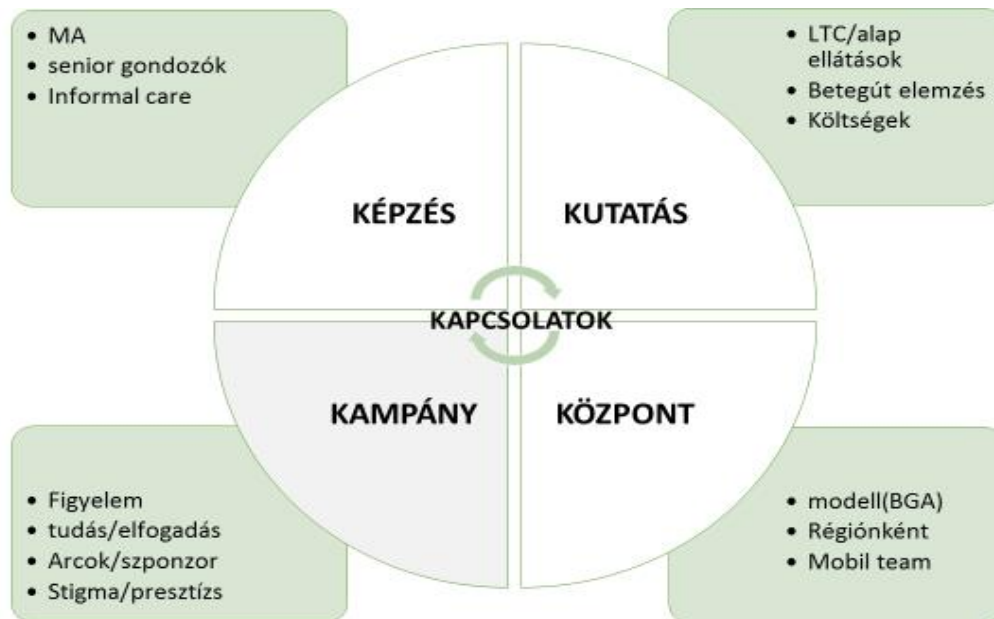 • MA
• senior gondozók
• Informal care
• LTC/alap
ellátások
• Betegút elemzés
• Költségek
KÉPZÉS
KUTATÁS
KAPCSOLATOK
KAMPÁNY
KÖZPONT
• Figyelem
• tudás/elfogadás
• Arcok/szponzor
• Stigma/presztízs
• modell(BGA)
• Régiónként
• Mobil team